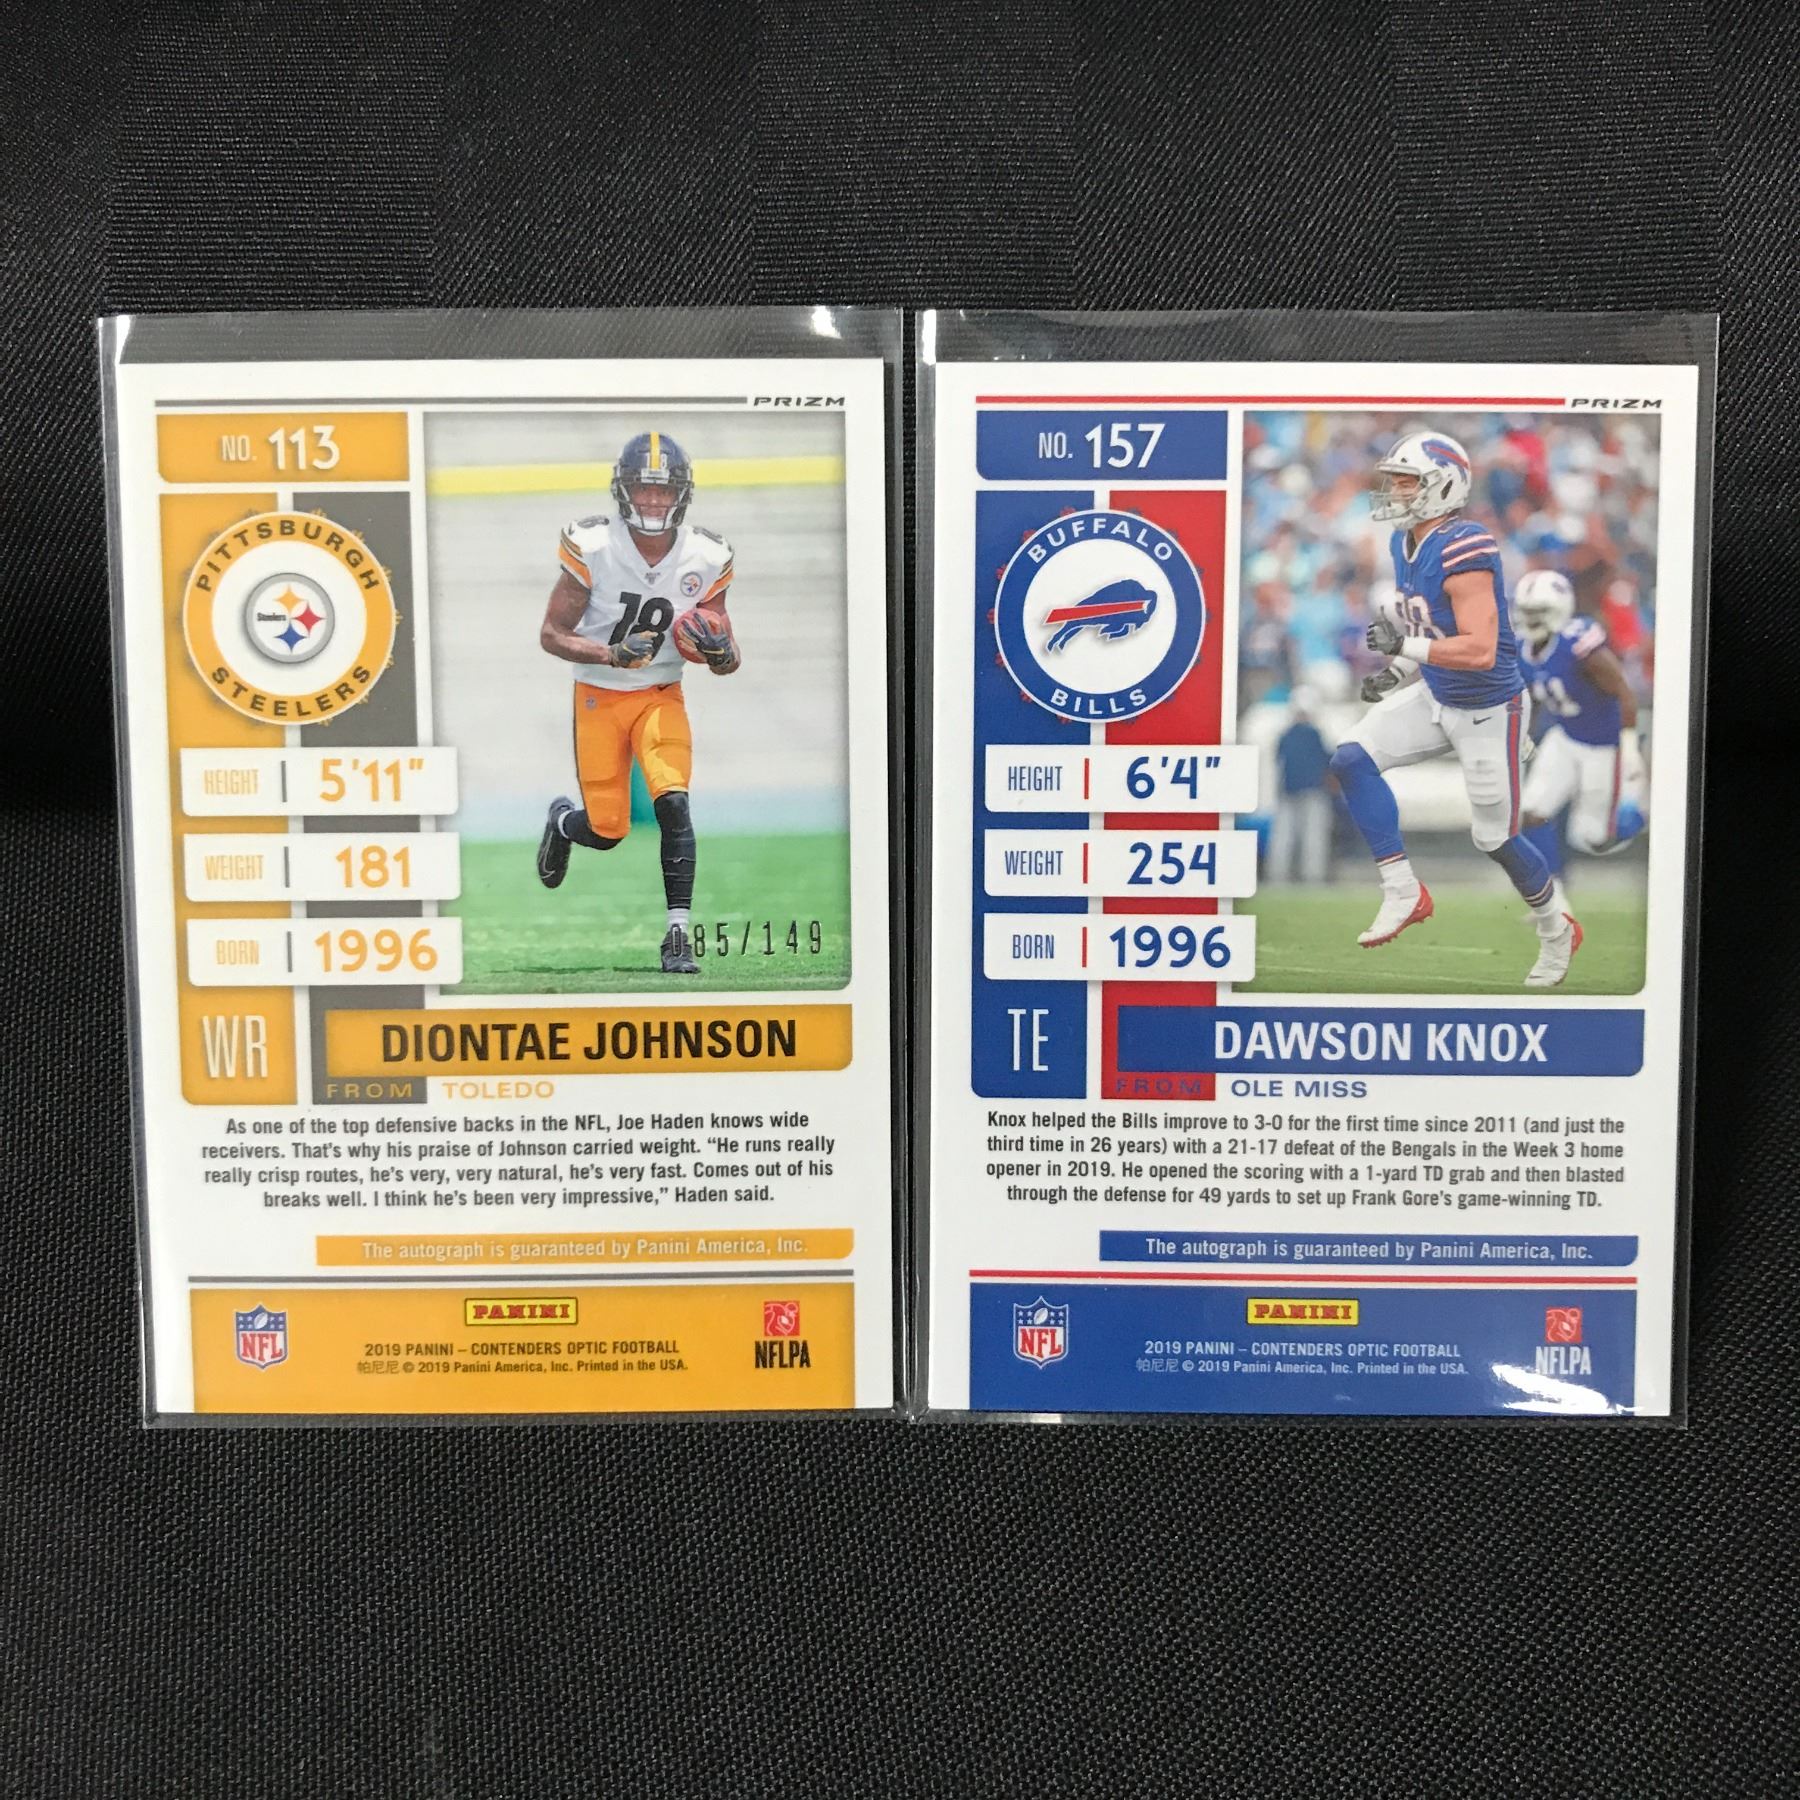 PRIZM
NO. 113
PITTSBURGH
Steelers
STEELERS
18
HEIGHT 5'11"
WEIGHT 181
BORN 1996
085/149
WR
DIONTAE JOHNSON
FROM TOLEDO
As one of the top defensive backs in the NFL, Joe Haden knows wide
receivers. That's why his praise of Johnson carried weight. "He runs really
really crisp routes, he's very, very natural, he's very fast. Comes out of his
breaks well. I think he's been very impressive," Haden said.
The autograph is guaranteed by Panini America, Inc.
NFL
PANINI
2019 PANINI – CONTENDERS OPTIC FOOTBALL
帕尼尼 © 2019 Panini America, Inc. Printed in the USA.
NFLPA
PRIZM
NO. 157
BUFFALO
BILLS
HEIGHT 6'4"
WEIGHT 254
BORN 1996
TE
DAWSON KNOX
FROM OLE MISS
Knox helped the Bills improve to 3-0 for the first time since 2011 (and just the
third time in 26 years) with a 21-17 defeat of the Bengals in the Week 3 home
opener in 2019. He opened the scoring with a 1-yard TD grab and then blasted
through the defense for 49 yards to set up Frank Gore's game-winning TD.
The autograph is guaranteed by Panini America, Inc.
NFL
PANINI
2019 PANINI – CONTENDERS OPTIC FOOTBALL
帕尼尼 © 2019 Panini America, Inc. Printed in the USA.
NFLPA